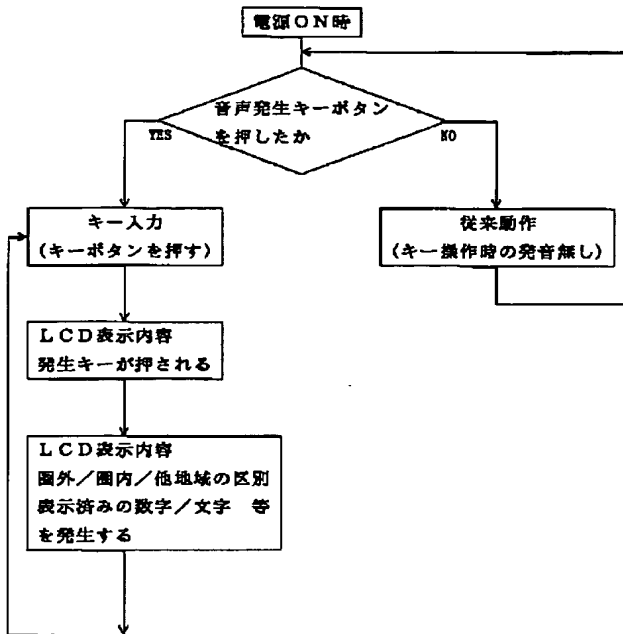 電源ON時
音声発生キーボタン
を押したか
YES
NO
キー入力
(キーボタンを押す)
従来動作
(キー操作時の発音無し)
LCD表示内容
発生キーが押される
LCD表示内容
圏外/圏内/他地域の区別
表示済みの数字/文字 等
を発生する